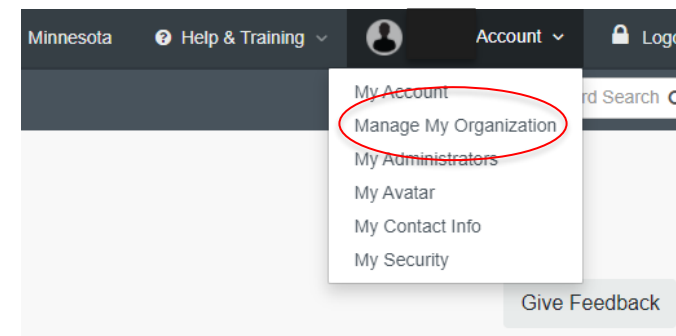 Minnesota Help & Training Account Logo
My Account
rd Search
Manage My Organization
My Administrators
My Avatar
My Contact Info
My Security
Give Feedback